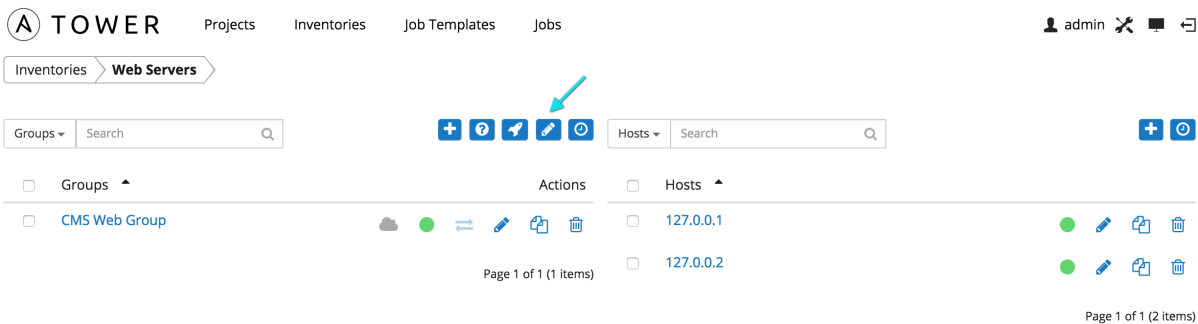 TOWER Projects Inventories Job Templates Jobs admin
Inventories Web Servers
Groups Search Hosts Search
Groups Actions Hosts
CMS Web Group 127.0.0.1
127.0.0.2
Page 1 of 1 (1 items)
Page 1 of 1 (2 items)